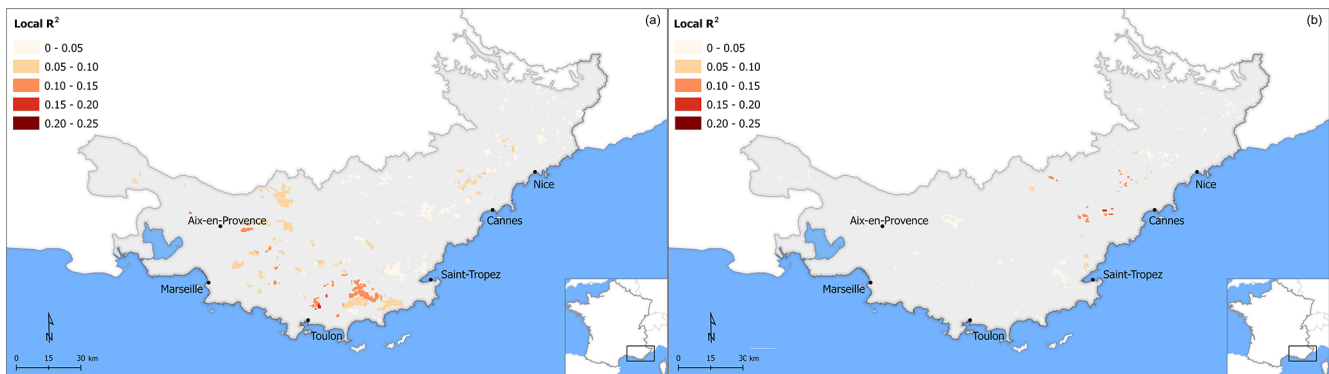 Local R²
0 - 0.05
0.05 - 0.10
0.10 - 0.15
0.15 - 0.20
0.20 - 0.25
(a)
Nice
Cannes
Aix-en-Provence
Saint-Tropez
Marseille
Toulon
N
0 15 30 km
Local R²
0 - 0.05
0.05 - 0.10
0.10 - 0.15
0.15 - 0.20
0.20 - 0.25
(b)
Nice
Cannes
Aix-en-Provence
Saint-Tropez
Marseille
Toulon
N
0 15 30 km